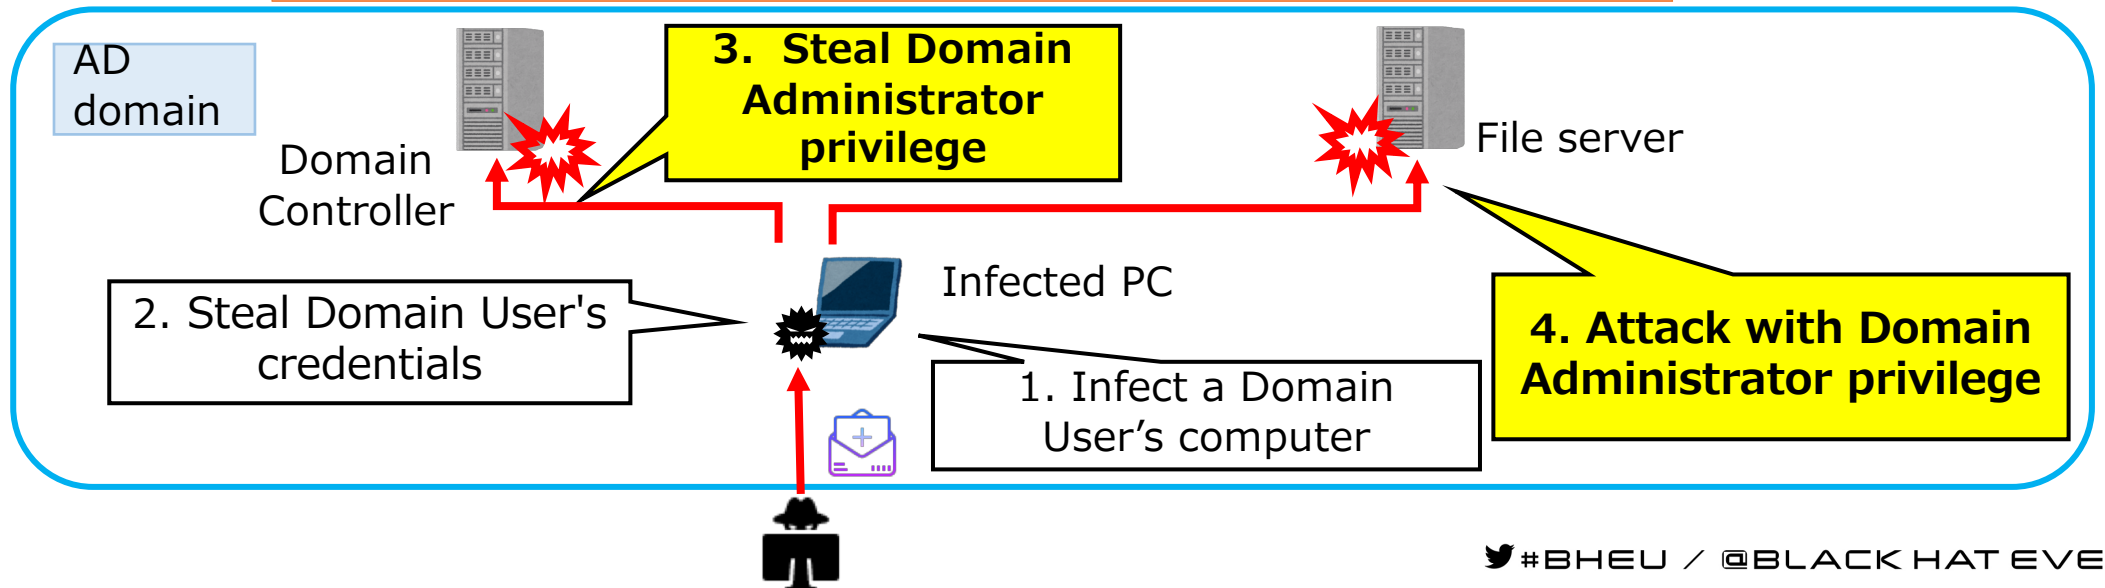 AD
domain
3. Steal Domain
Administrator
privilege
Domain
Controller
File server
Infected PC
2. Steal Domain User's
credentials
1. Infect a Domain
User’s computer
4. Attack with Domain
Administrator privilege
#BHEU / @BLACK HAT EVE